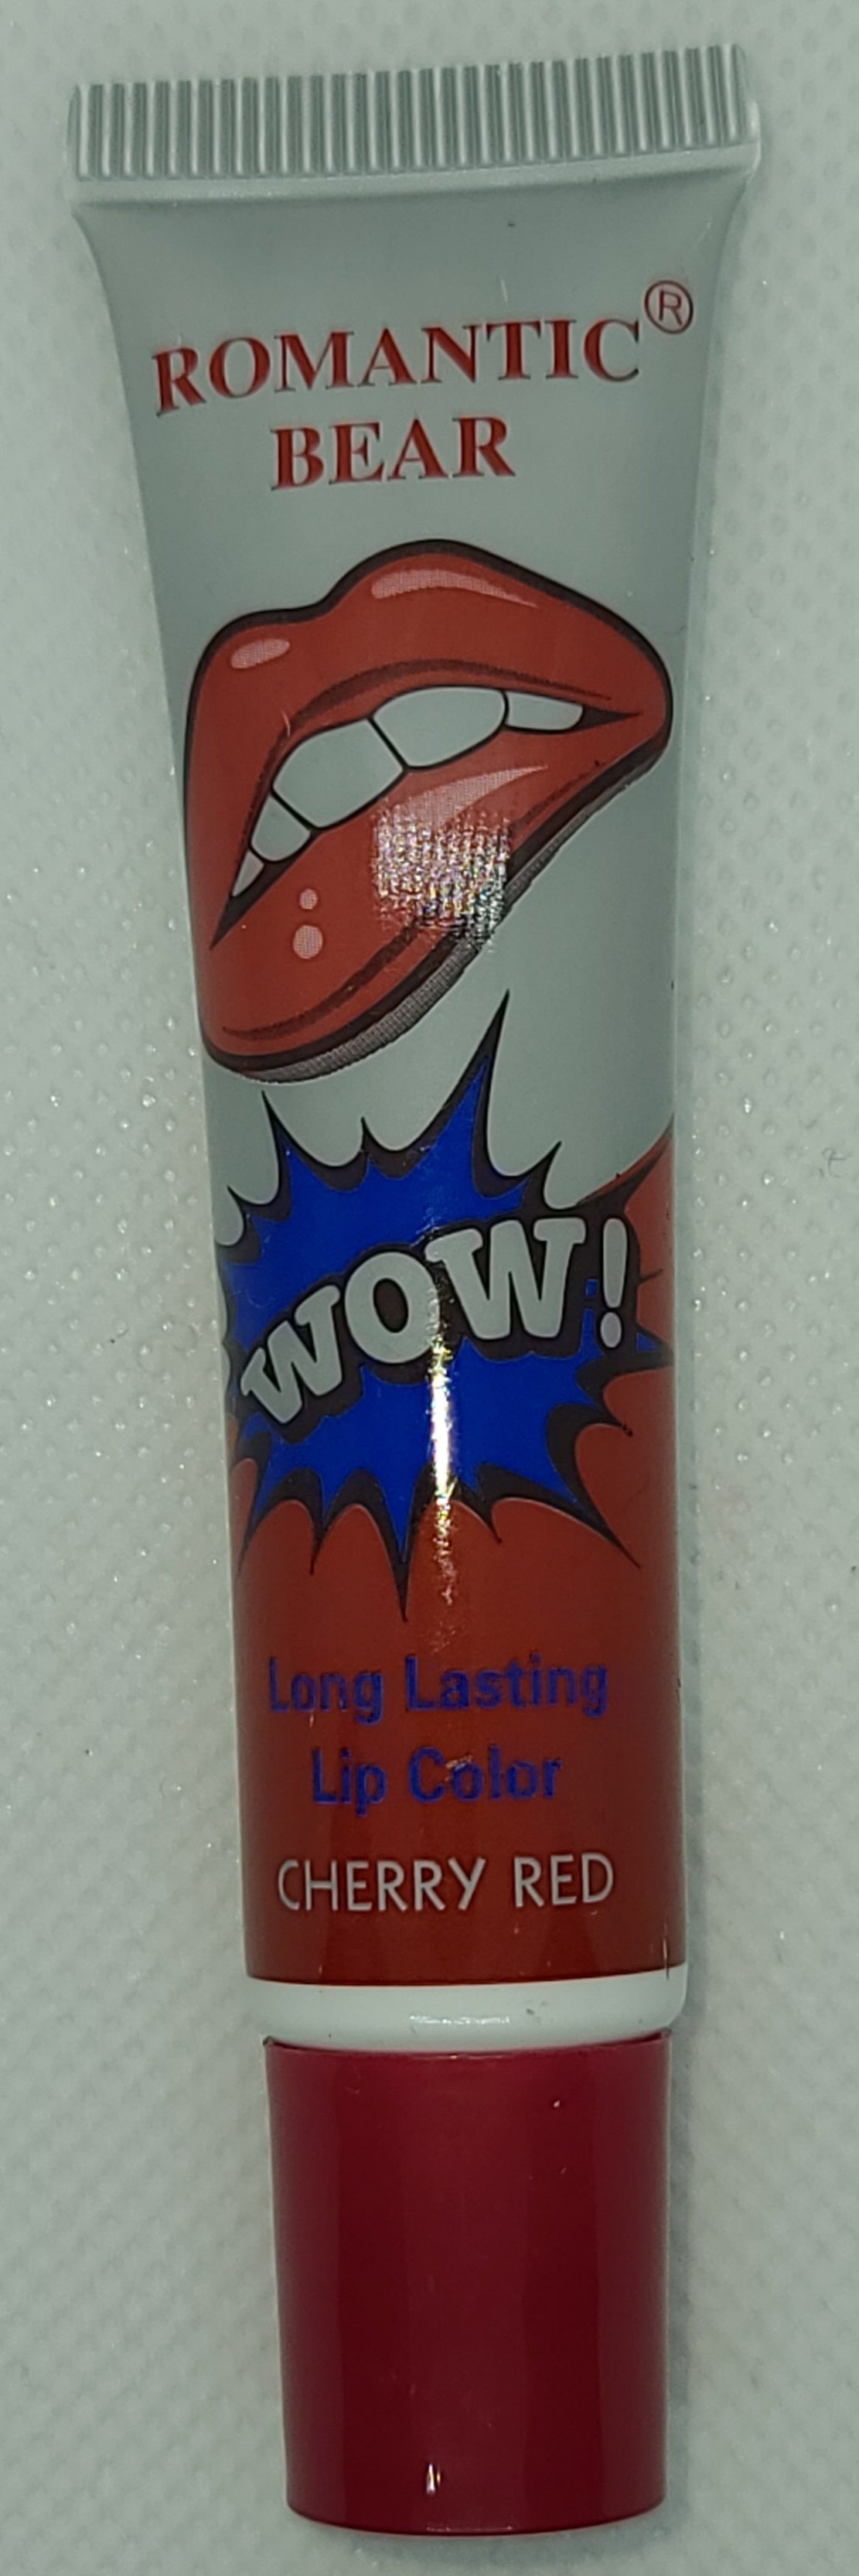 ROMANTIC®
BEAR
WOW!
Long Lasting
Lip Color
CHERRY RED